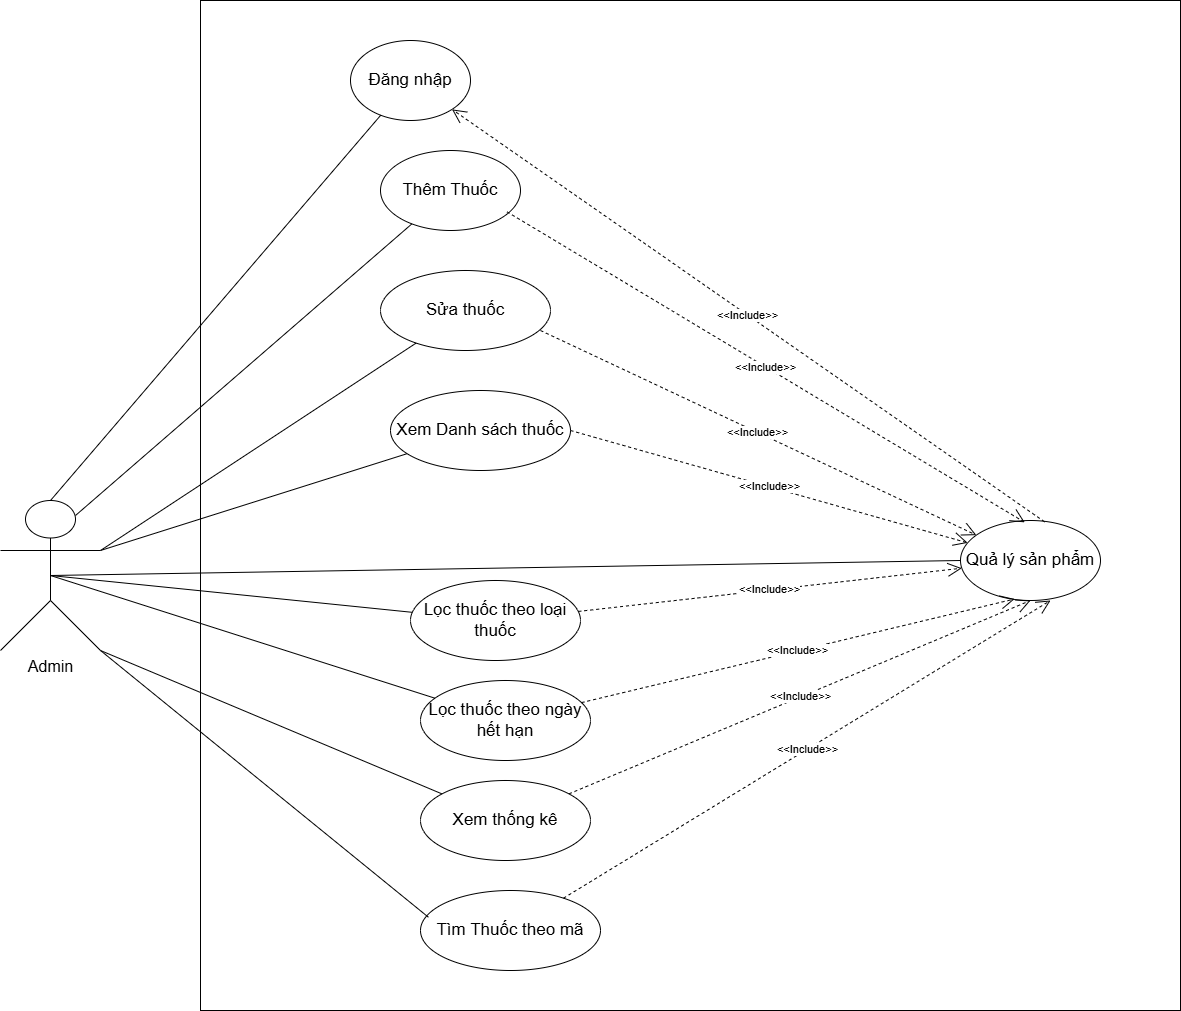 Đăng nhập
Thêm Thuốc
Sửa thuốc
<<Include>>
<<Include>>
Xem Danh sách thuốc
<<Include>>
<<Include>>
Quả lý sản phẩm
Lọc thuốc theo loại
thuốc
<<Include>>
Admin
<<Include>>
Lọc thuốc theo ngày
hết hạn
<<Include>>
<<Include>>
Xem thống kê
Tìm Thuốc theo mã